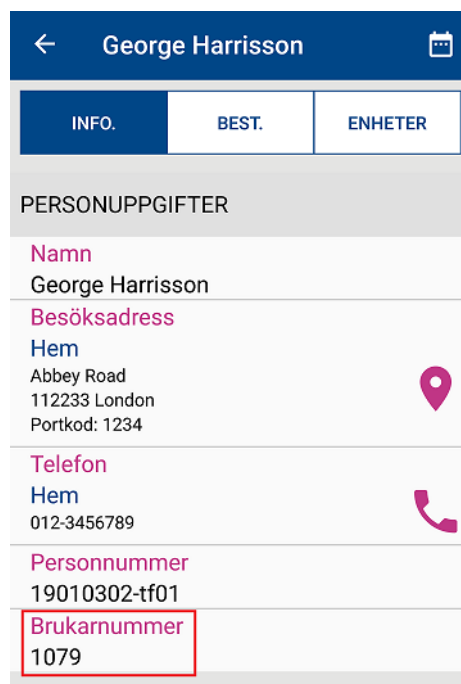 George Harrisson
INFO.
BEST.
ENHETER
PERSONUPPGIFTER
Namn
George Harrisson
Besöksadress
Hem
Abbey Road
112233 London
Portkod: 1234
Telefon
Hem
012-3456789
Personnummer
19010302-tf01
Brukarnummer
1079